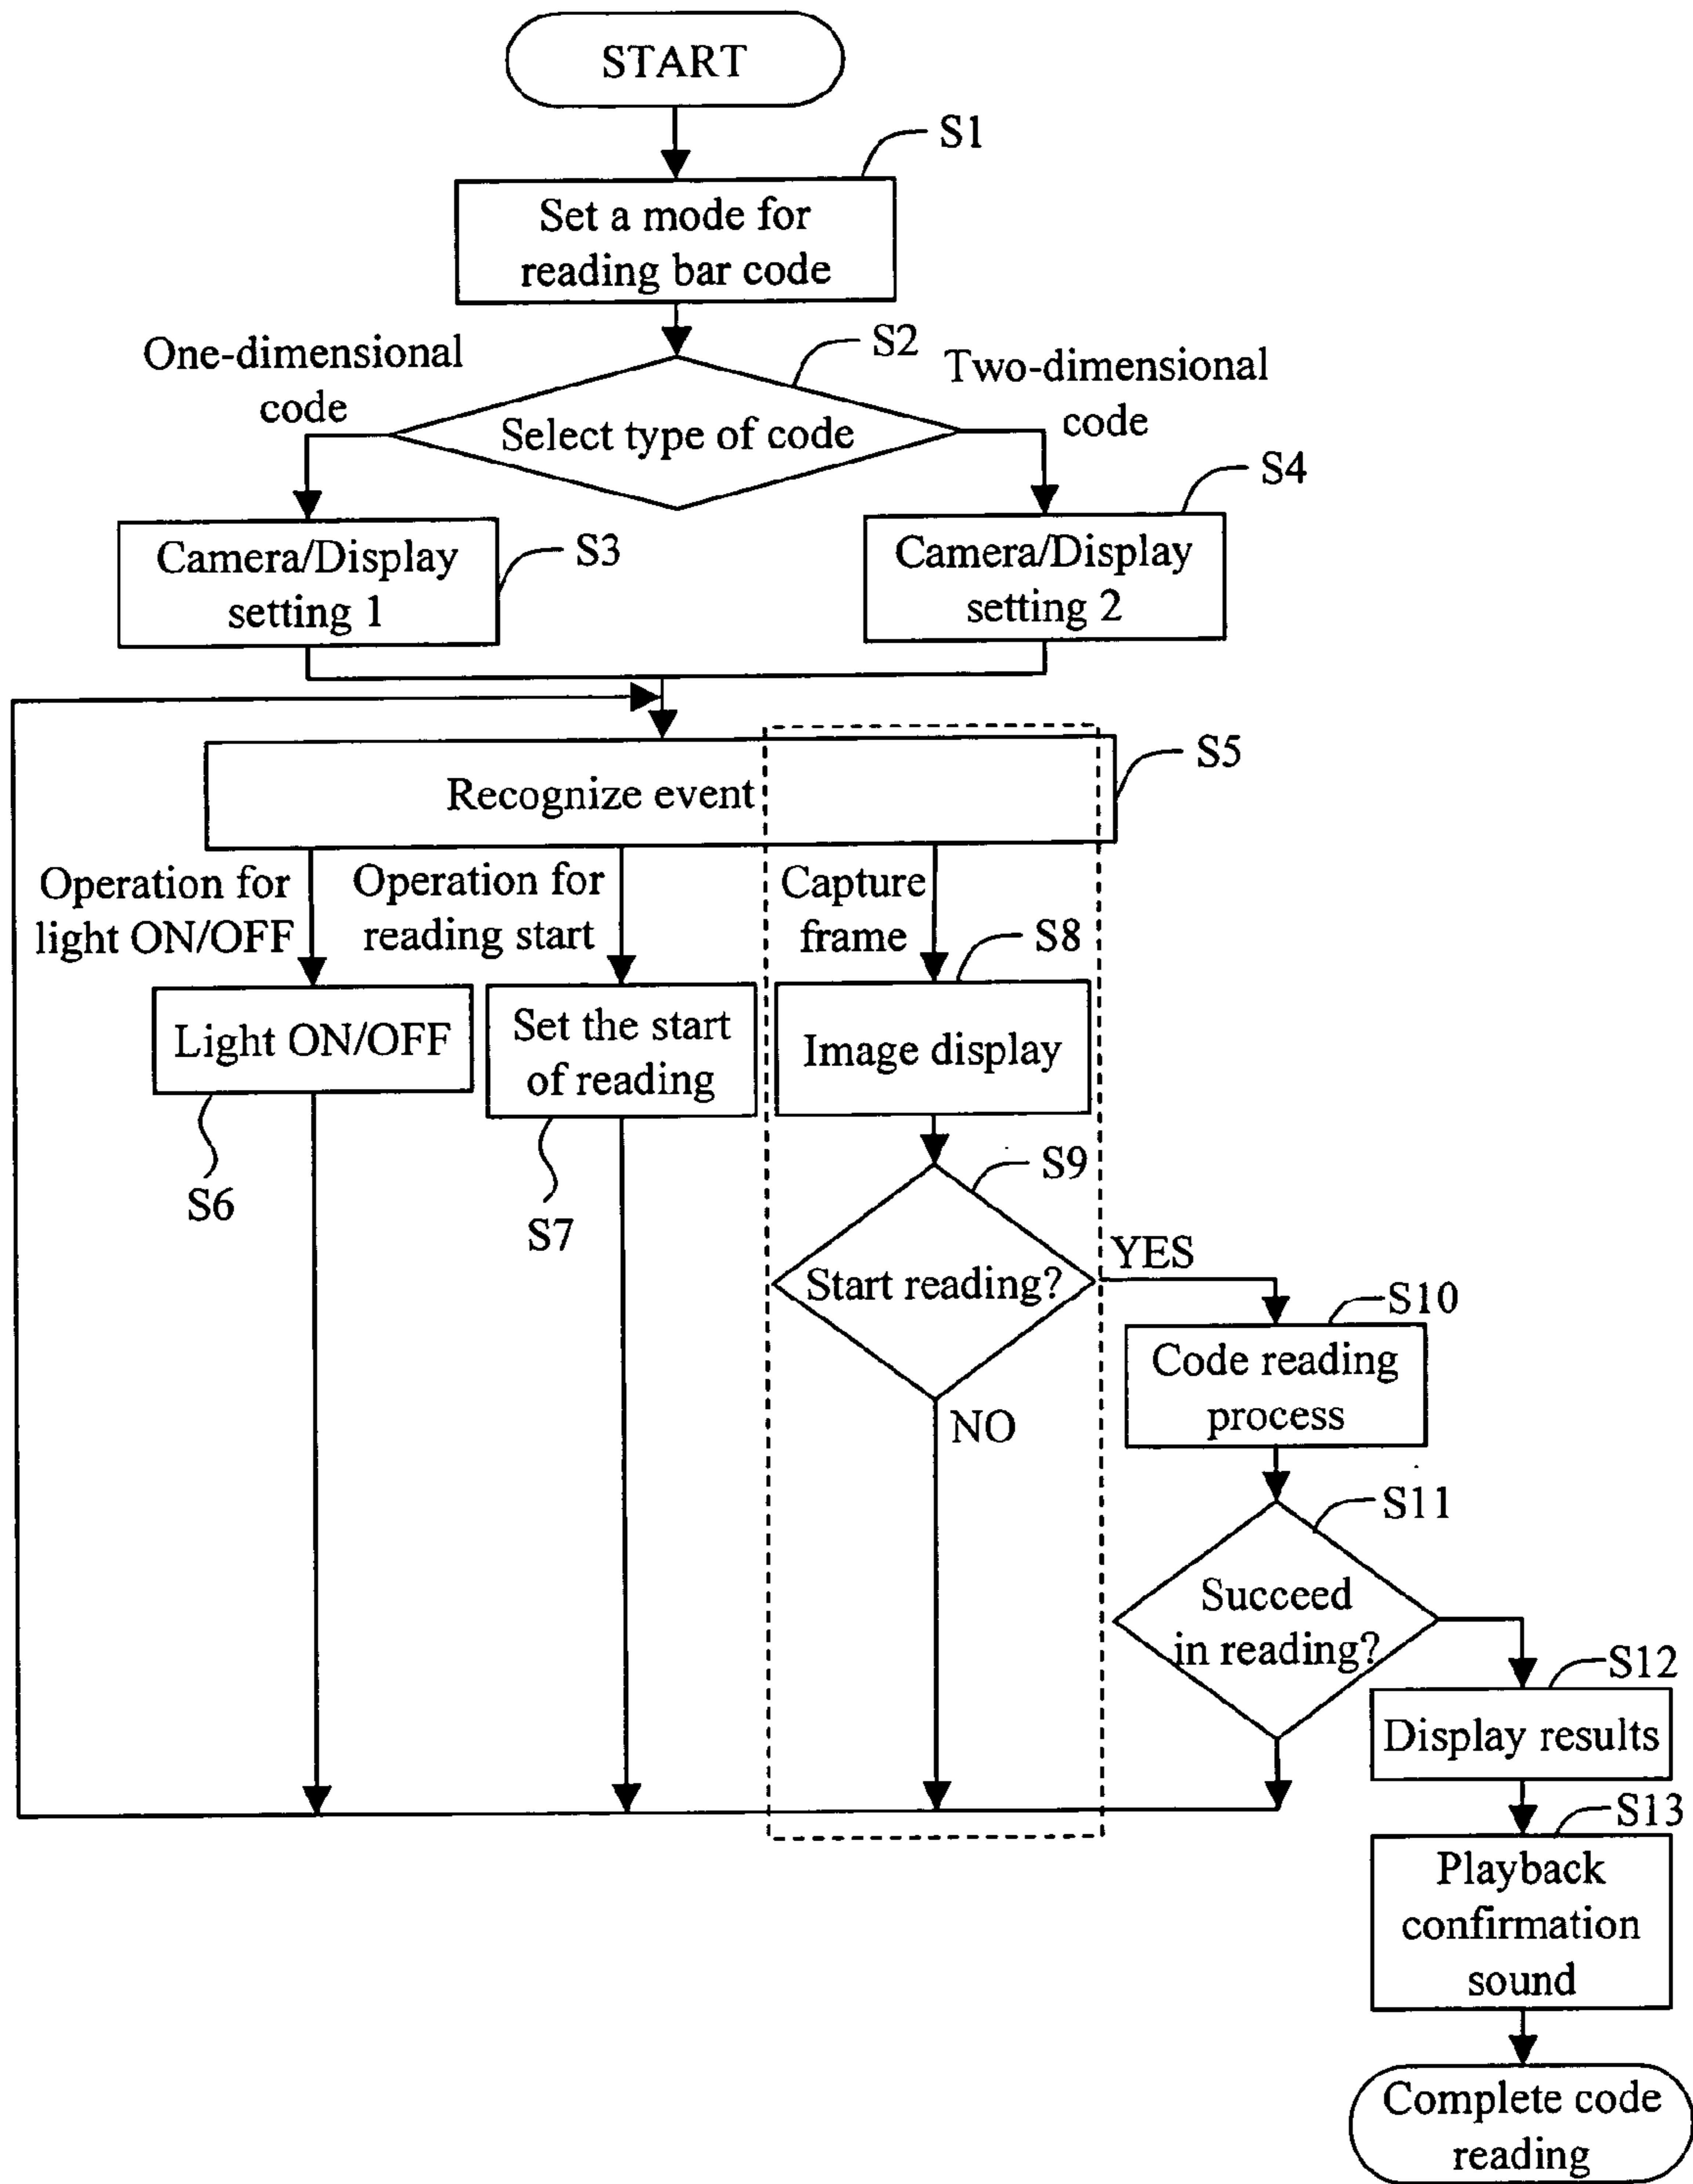 START
S1
Set a mode for
reading bar code
S2
One-dimensional
code
Two-dimensional
code
Select type of code
S4
S3
Camera/Display
setting 1
Camera/Display
setting 2
S5
Recognize event
Operation for
light ON/OFF
Operation for
reading start
Capture
frame
S8
Light ON/OFF
Set the start
of reading
Image display
S6
S7
S9
Start reading?
YES
NO
S10
Code reading
process
S11
Succeed
in reading?
S12
Display results
S13
Playback
confirmation
sound
Complete code
reading